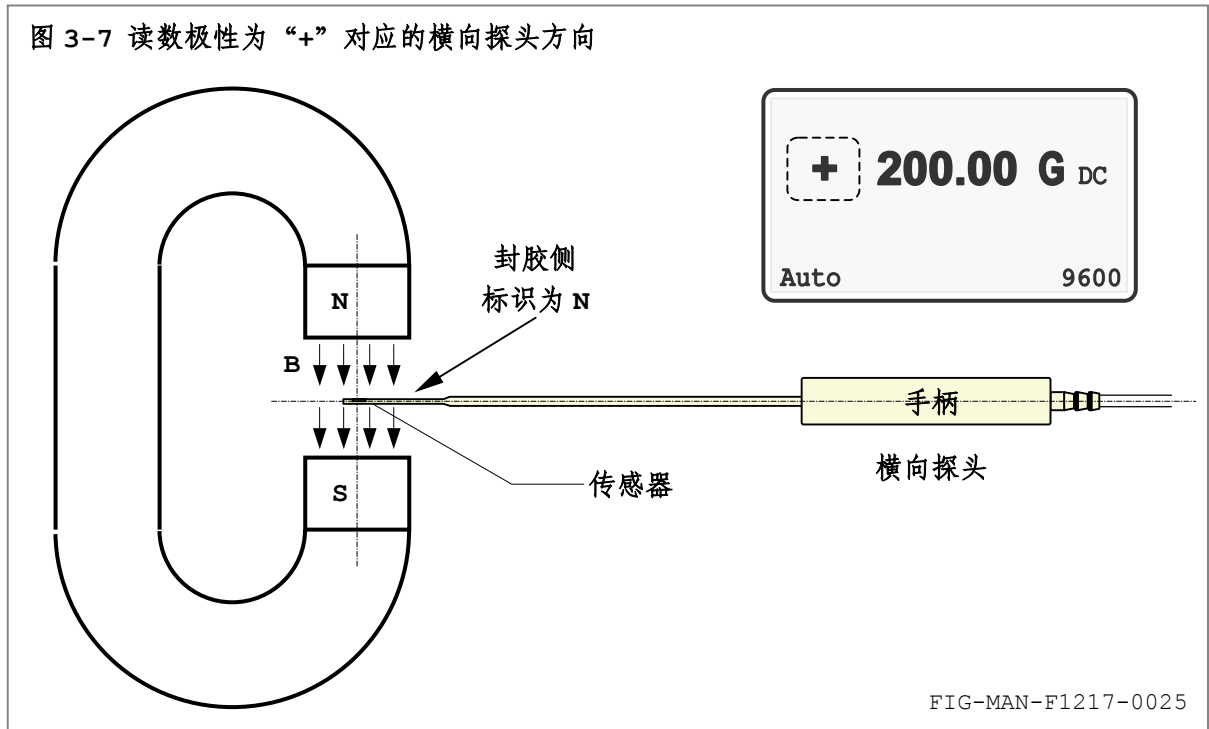 图 3-7 读数极性为“+”对应的横向探头方向
+ 200.00 G DC
Auto 9600
封胶侧
标识为 N
N
B
手柄
横向探头
传感器
S
FIG-MAN-F1217-0025